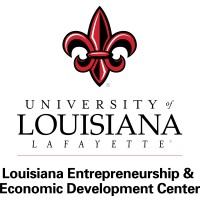 UNIVERSITY of
LOUISIANA
LAFAYETTE®
Louisiana Entrepreneurship &
Economic Development Center